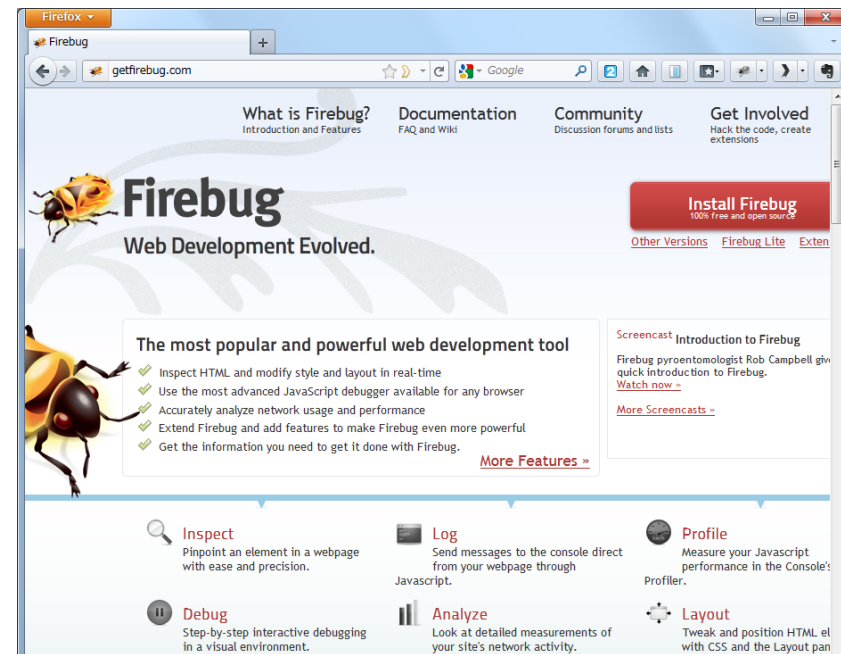 Firefox
Firebug
getfirebug.com
Google
What is Firebug?
Introduction and Features
Documentation
FAQ and Wiki
Community
Discussion forums and lists
Get Involved
Hack the code, create
extensions
Firebug
Web Development Evolved.
Install Firebug
100% free and open source
Other Versions Firebug Lite Exten
The most popular and powerful web development tool
Inspect HTML and modify style and layout in real-time
Use the most advanced JavaScript debugger available for any browser
Accurately analyze network usage and performance
Extend Firebug and add features to make Firebug even more powerful
Get the information you need to get it done with Firebug.
More Features »
Screencast Introduction to Firebug
Firebug pyroentomologist Rob Campbell giv
quick introduction to Firebug.
Watch now »
More Screencasts »
Inspect
Pinpoint an element in a webpage
with ease and precision.
Log
Send messages to the console direct
from your webpage through
Javascript.
Profile
Measure your Javascript
performance in the Console's
Profiler.
Debug
Step-by-step interactive debugging
in a visual environment.
Analyze
Look at detailed measurements of
your site's network activity.
Layout
Tweak and position HTML el
with CSS and the Layout pan